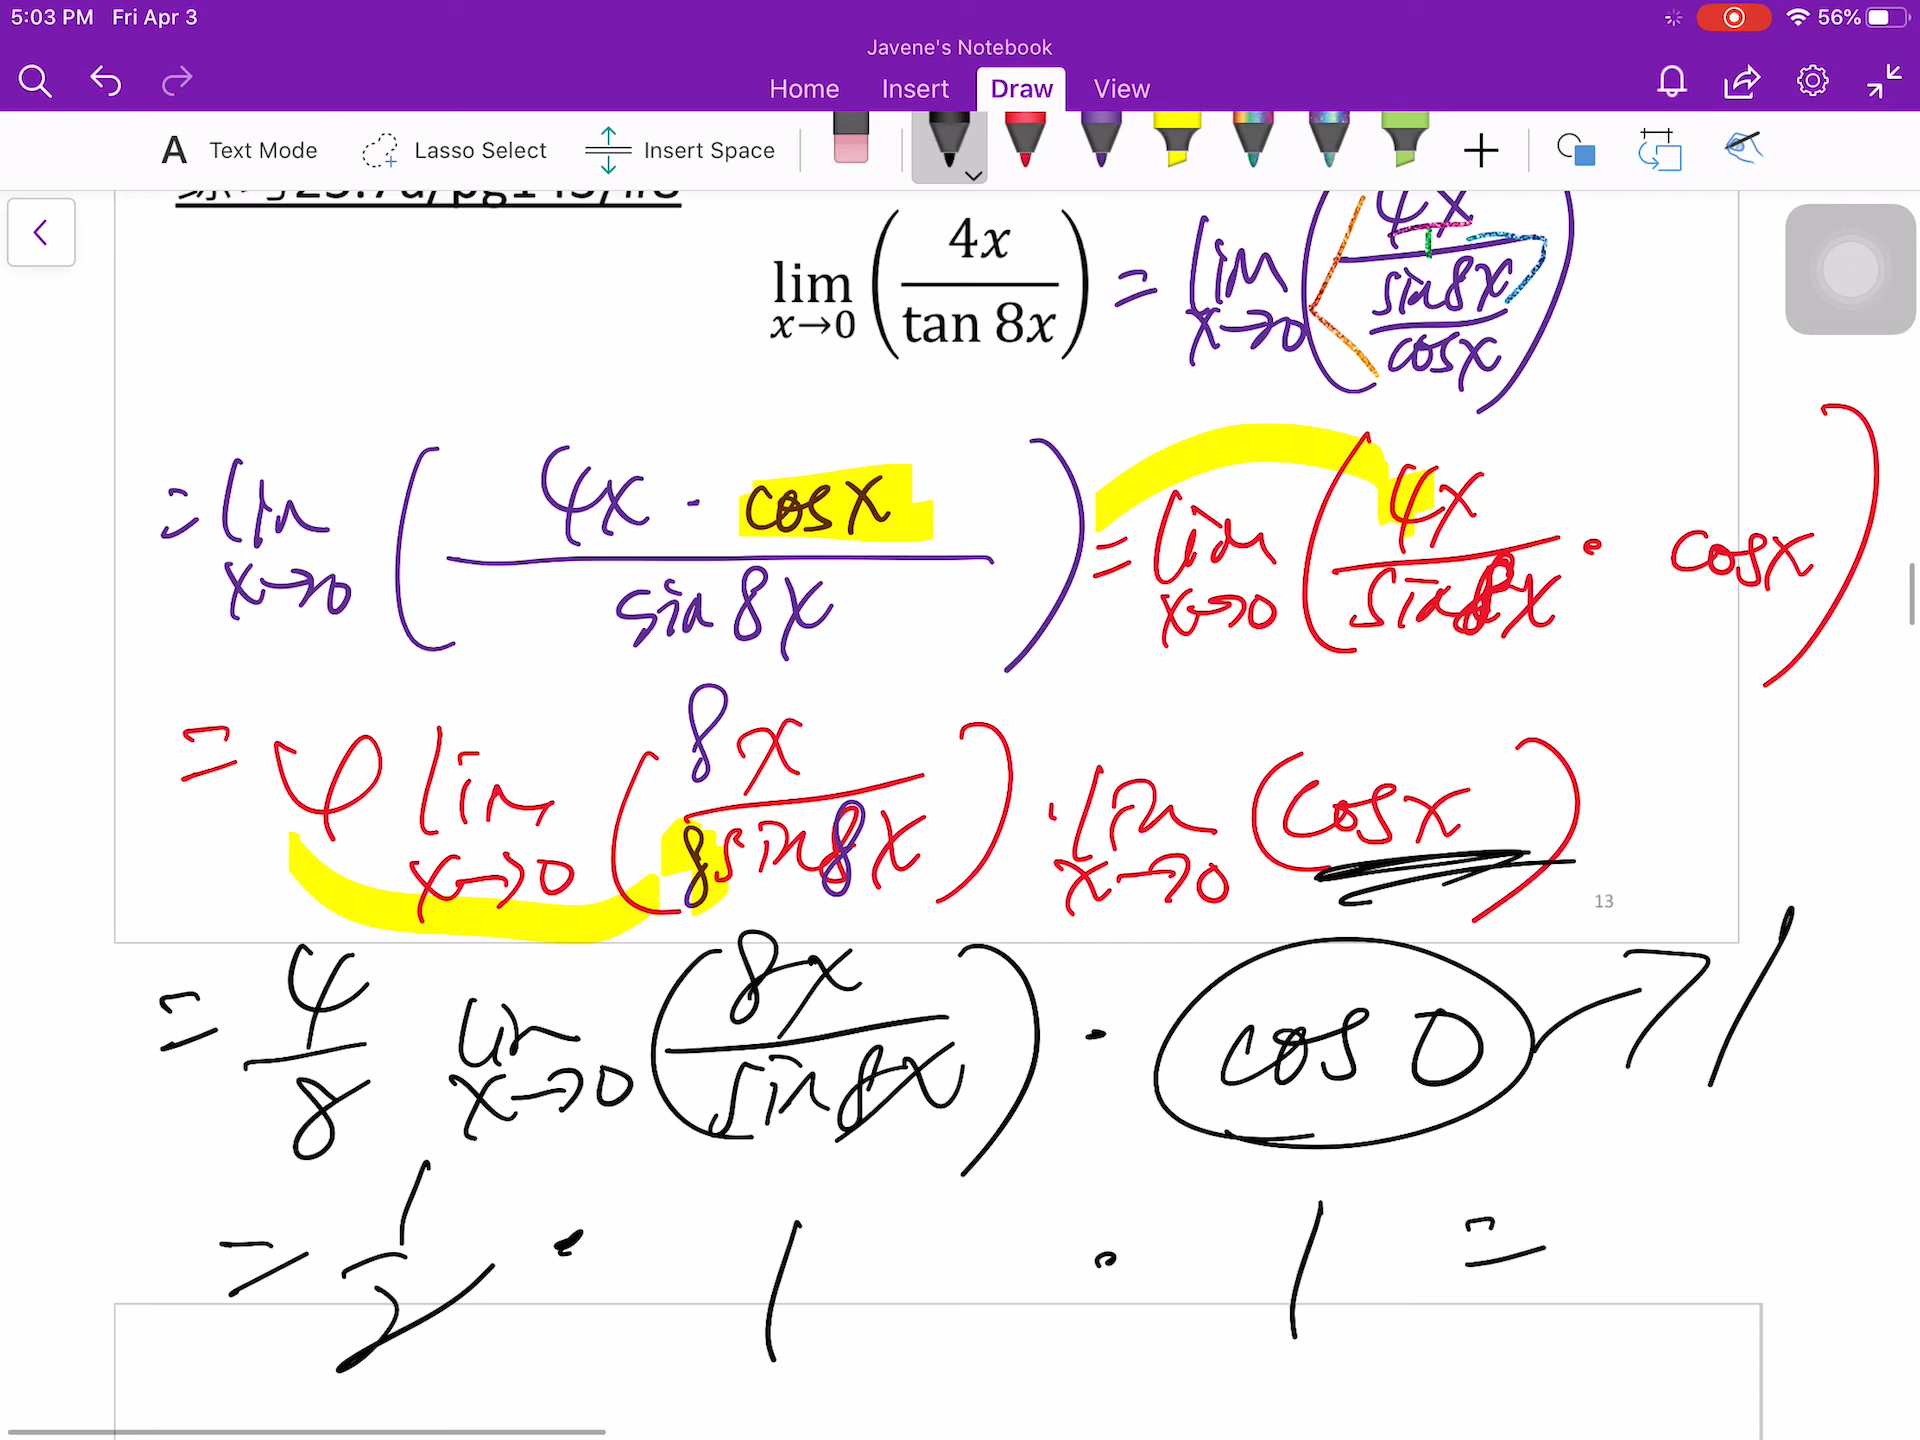 5:03 PM Fri Apr 3 56%
Javene's Notebook
Home Insert Draw View
A Text Mode Lasso Select Insert Space
lim x→0 (4x / tan 8x) = lim x→0 (4x / (sin8x / cosx))
= lim x→0 (4x · cosx / sin 8x) = lim x→0 (4x / sin8x · cosx)
= 4 lim x→0 (8x / 8sin8x) · lim x→0 (cosx)
13
= 4/8 lim x→0 (8x / sin8x) · cos 0 → 1
= 1/2 · 1 · 1 =